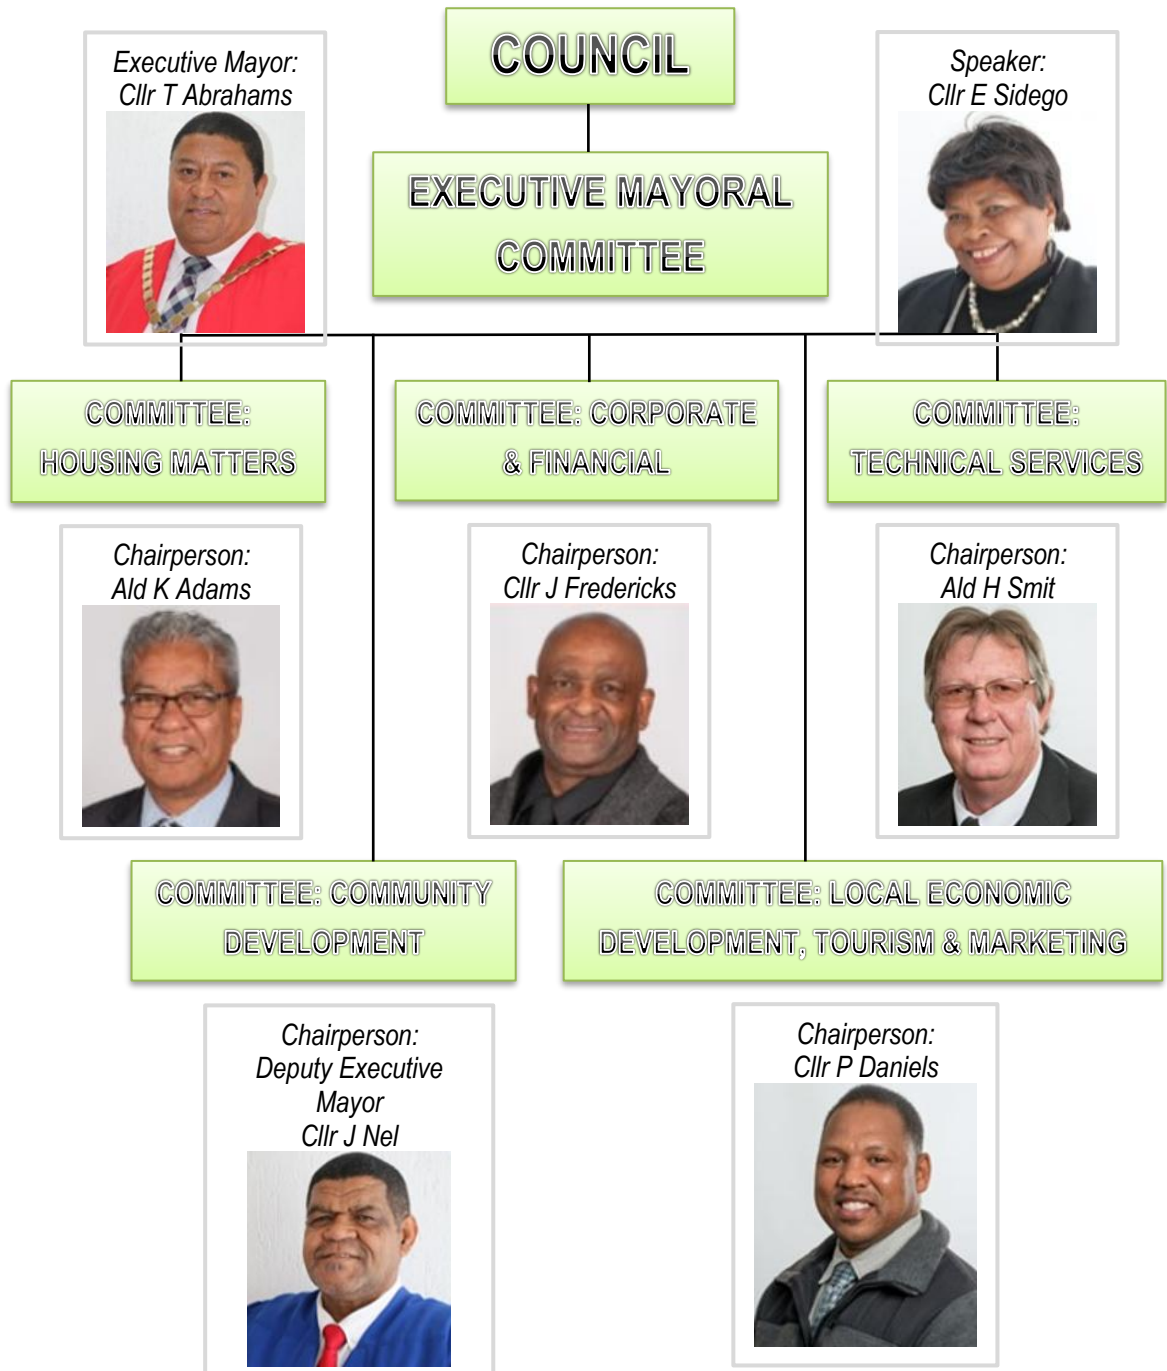 Executive Mayor:
Cllr T Abrahams
COUNCIL
Speaker:
Cllr E Sidego
EXECUTIVE MAYORAL
COMMITTEE
COMMITTEE:
HOUSING MATTERS
COMMITTEE: CORPORATE
& FINANCIAL
COMMITTEE:
TECHNICAL SERVICES
Chairperson:
Ald K Adams
Chairperson:
Cllr J Fredericks
Chairperson:
Ald H Smit
COMMITTEE: COMMUNITY
DEVELOPMENT
COMMITTEE: LOCAL ECONOMIC
DEVELOPMENT, TOURISM & MARKETING
Chairperson:
Deputy Executive
Mayor
Cllr J Nel
Chairperson:
Cllr P Daniels